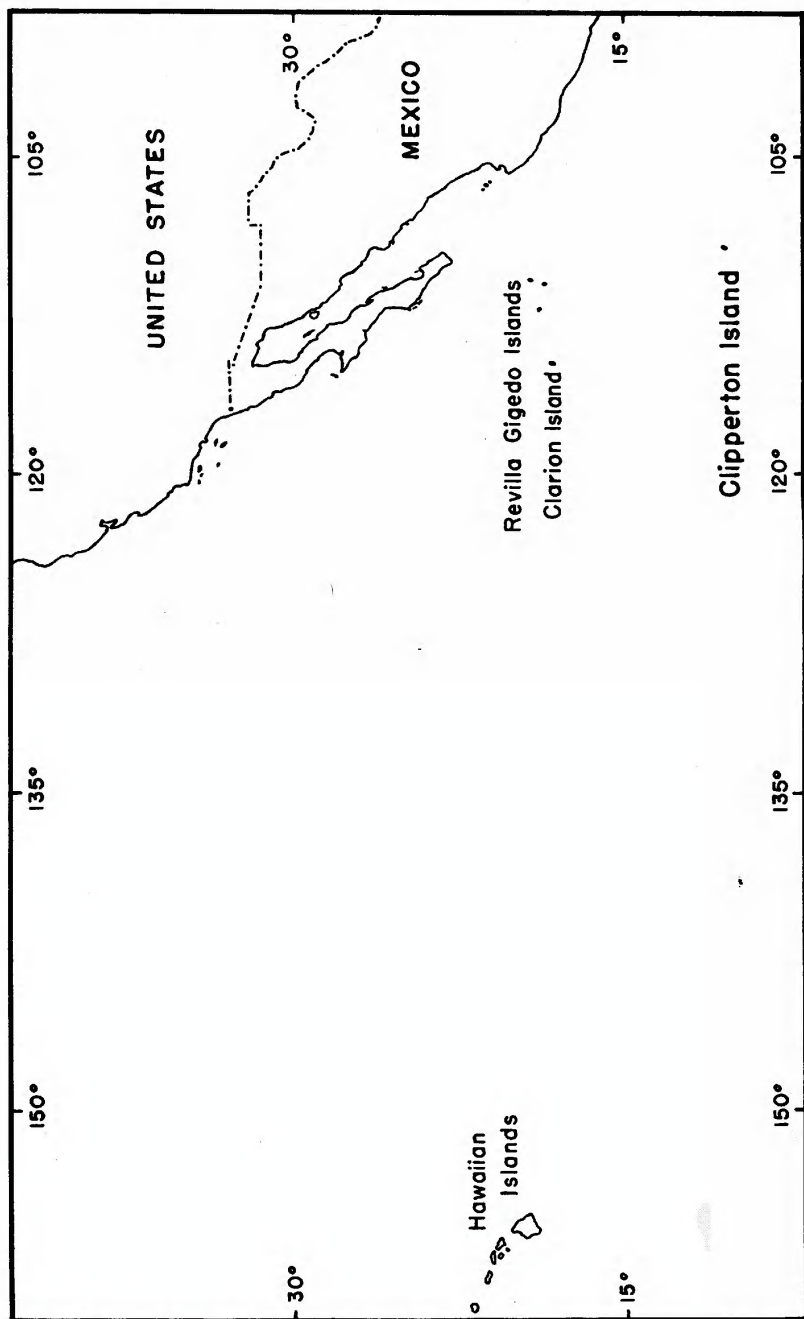 150° 135° 120° 105°
UNITED STATES
30° 30°
MEXICO
Hawaiian
Islands
Revilla Gigedo Islands
Clarion Island
15° 15°
Clipperton Island
150° 135° 120° 105°